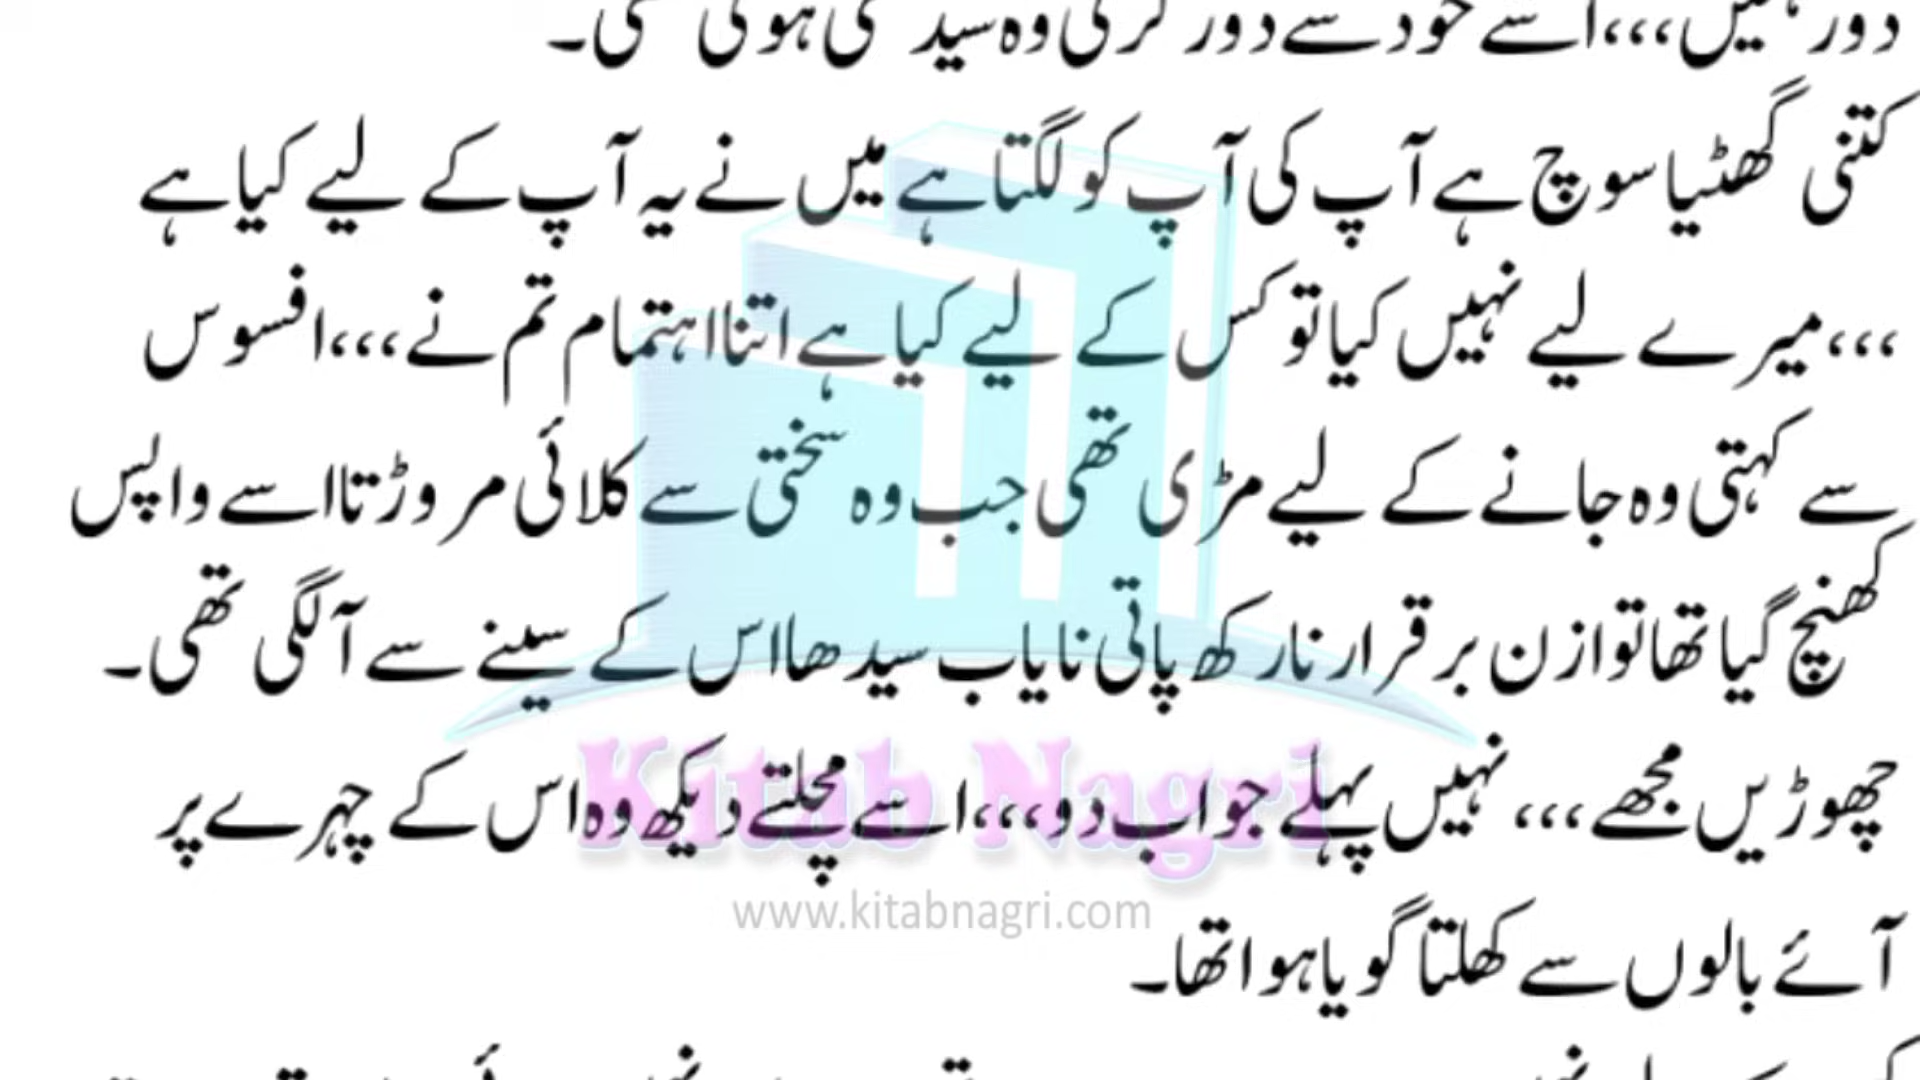 دور نہیں،،،اسے خود سے دور کرتی وہ سیدھی ہوئی تھی۔
کتنی گھٹیا سوچ ہے آپ کی آپ کو لگتا ہے میں نے یہ آپ کے لیے کیا ہے
،،،میرے لیے نہیں کیا تو کس کے لیے کیا ہے اتنا اہتمام تم نے،،،افسوس
سے کہتی وہ جانے کے لیے مڑی تھی جب وہ سختی سے کلائی مروڑتا اسے واپس
کھنچ گیا تھا توازن برقرار نا رکھ پاتی نایاب سیدھا اس کے سینے سے آ لگی تھی۔
چھوڑیں مجھے،،، نہیں پہلے جواب دو،،،اسے مچلتے دیکھ وہ اس کے چہرے پر
Kitab Nagri
www.kitabnagri.com
آئے بالوں سے کھلتا گویا ہوا تھا۔